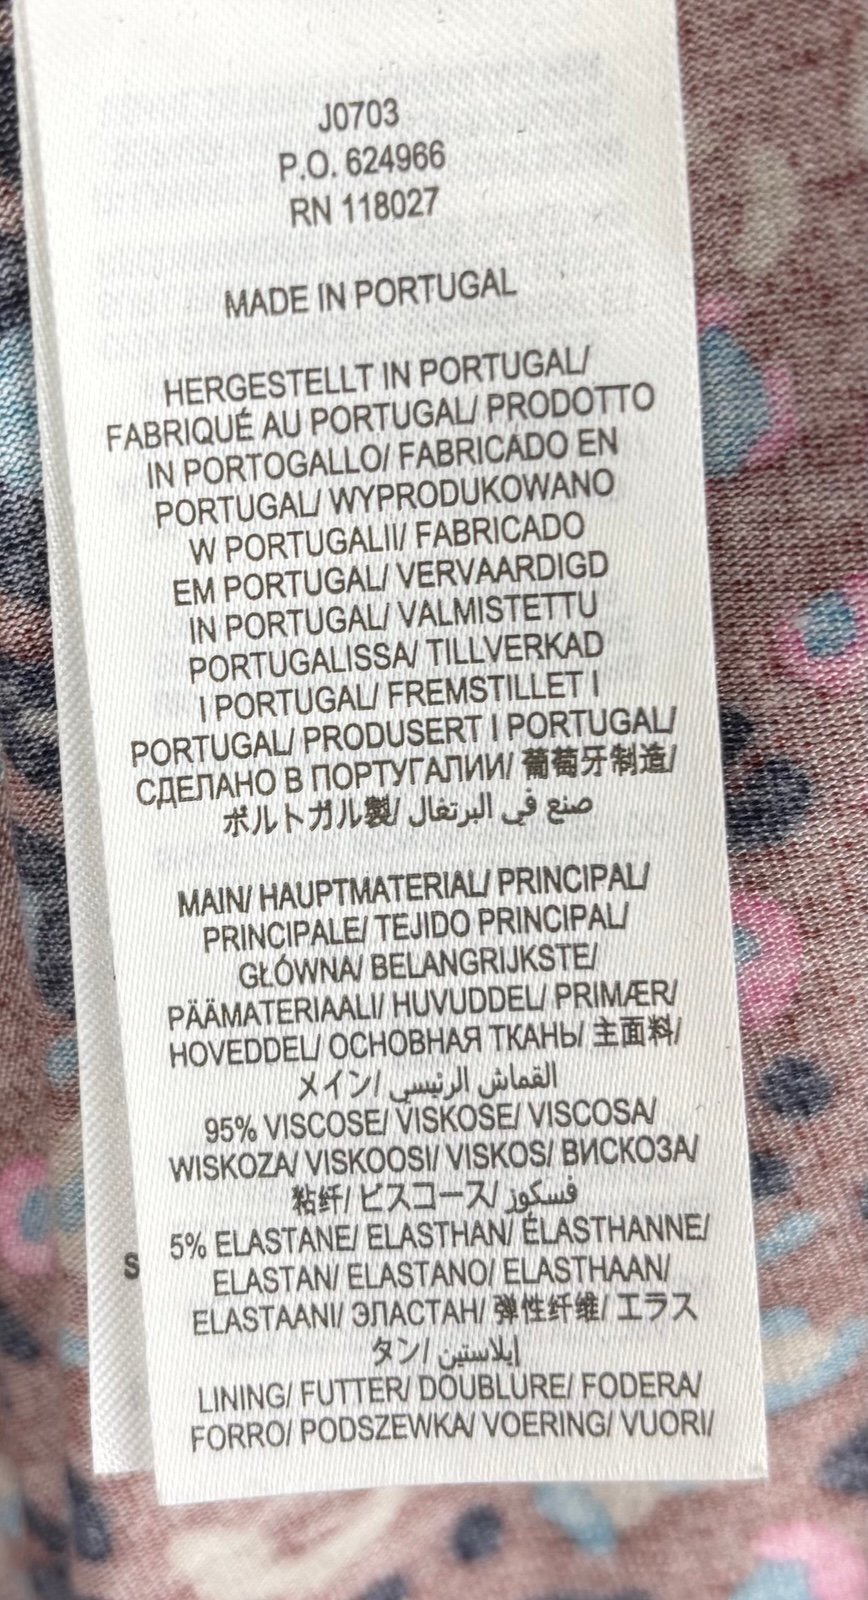 J0703
P.O. 624966
RN 118027
MADE IN PORTUGAL
HERGESTELLT IN PORTUGAL/
FABRIQUÉ AU PORTUGAL/ PRODOTTO
IN PORTOGALLO/ FABRICADO EN
PORTUGAL/ WYPRODUKOWANO
W PORTUGALII/ FABRICADO
EM PORTUGAL/ VERVAARDIGD
IN PORTUGAL/ VALMISTETTU
PORTUGALISSA/ TILLVERKAD
I PORTUGAL/ FREMSTILLET I
PORTUGAL/ PRODUSERT I PORTUGAL/
СДЕЛАНО В ПОРТУГАЛИИ/ 葡萄牙制造/
ポルトガル製/ صنع في البرتغال
MAIN/ HAUPTMATERIAL/ PRINCIPAL/
PRINCIPALE/ TEJIDO PRINCIPAL/
GŁÓWNA/ BELANGRIJKSTE/
PÄÄMATERIAALI/ HUVUDDEL/ PRIMÆR/
HOVEDDEL/ ОСНОВНАЯ ТКАНЬ/ 主面料/
メイン/ القماش الرئيسي
95% VISCOSE/ VISKOSE/ VISCOSA/
WISKOZA/ VISKOOSI/ VISKOS/ ВИСКОЗА/
粘纤/ ビスコース/ فسكوز
5% ELASTANE/ ELASTHAN/ ÉLASTHANNE/
ELASTAN/ ELASTANO/ ELASTHAAN/
ELASTAANI/ ЭЛАСТАН/ 弹性纤维/ エラス
タン/ إيلاستين
LINING/ FUTTER/ DOUBLURE/ FODERA/
FORRO/ PODSZEWKA/ VOERING/ VUORI/